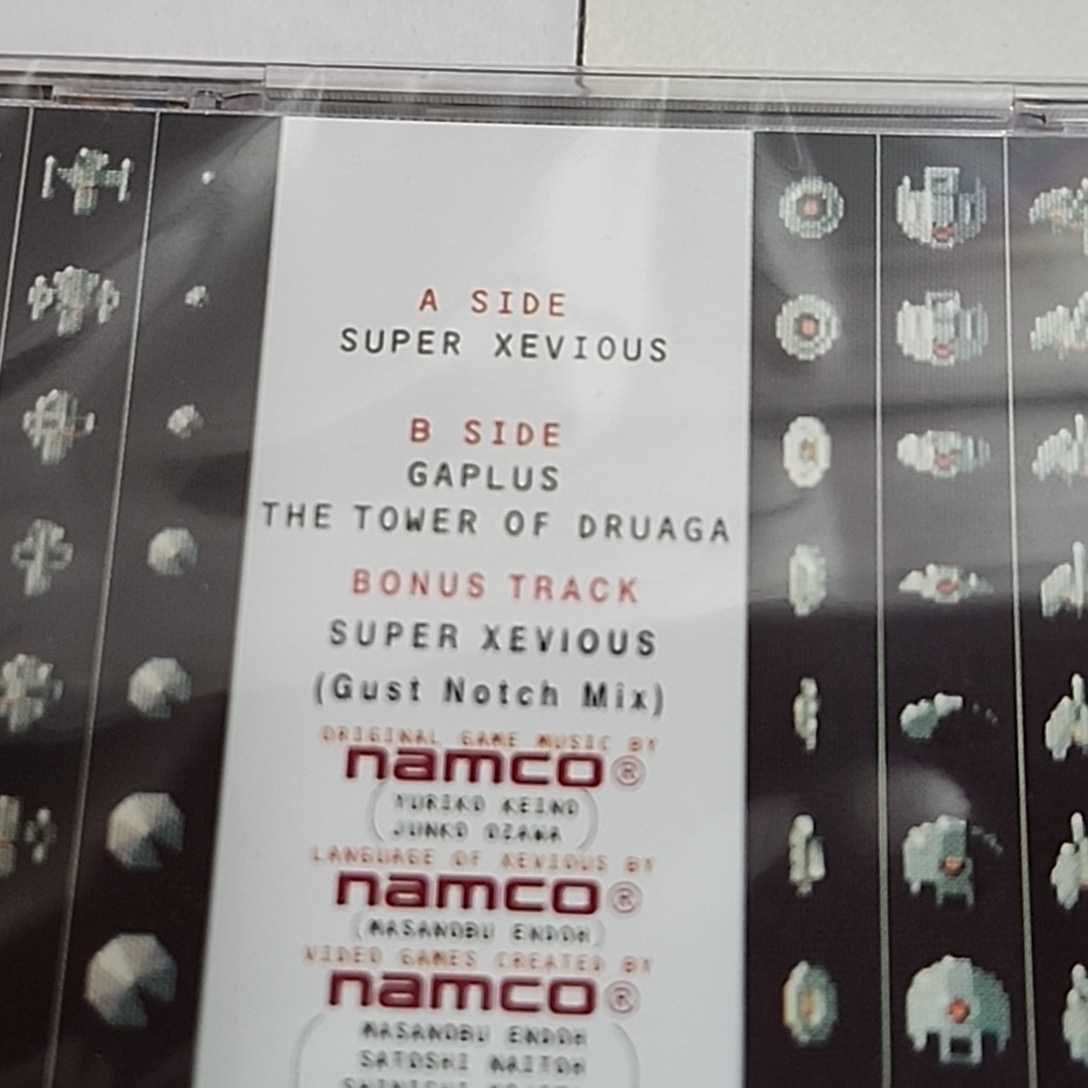 A SIDE
SUPER XEVIOUS
B SIDE
GAPLUS
THE TOWER OF DRUAGA
BONUS TRACK
SUPER XEVIOUS
(Gust Notch Mix)
ORIGINAL GAME MUSIC BY
namco®
(YURIKO KEINO
JUNKO OZAWA)
LANGUAGE OF XEVIOUS BY
namco®
(MASANOBU ENDOH)
VIDEO GAMES CREATED BY
namco®
MASANOBU ENDOH
SATOSHI NAITOH